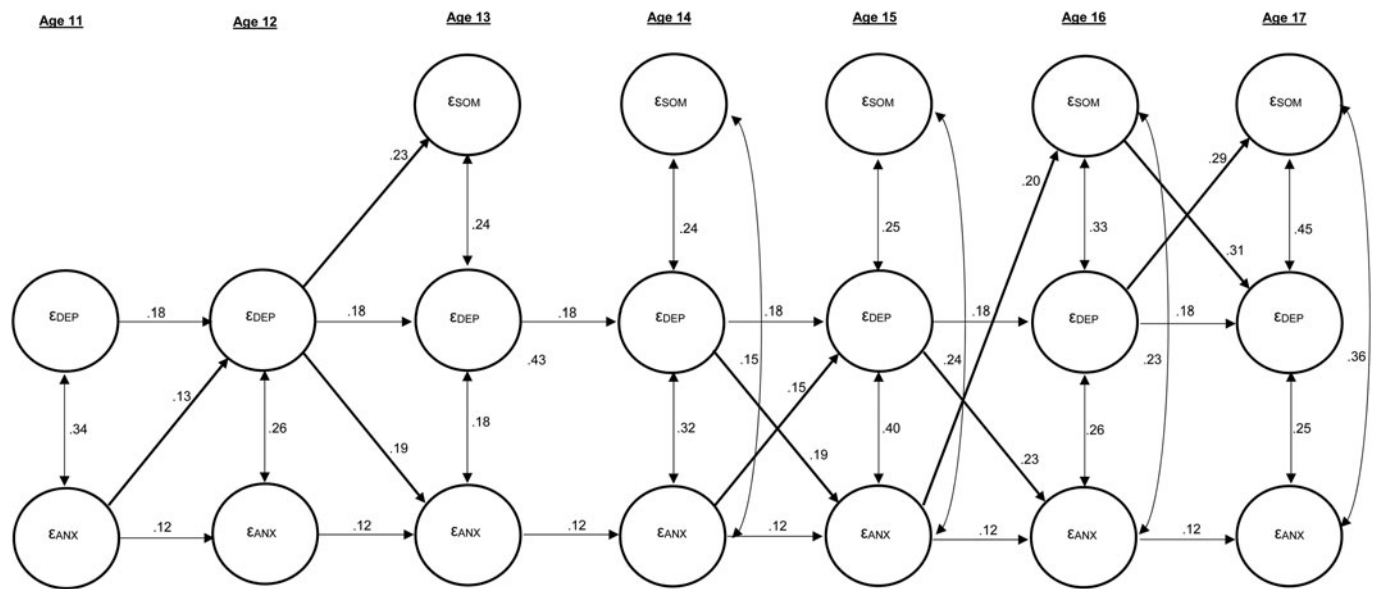 Age 11 Age 12 Age 13 Age 14 Age 15 Age 16 Age 17
εSOM εSOM εSOM εSOM εSOM
.23 .20 .29
.24 .24 .25 .33 .45
.31
εDEP .18 εDEP .18 εDEP .18 εDEP .18 εDEP .18 εDEP .18 εDEP
.43 .15 .24 .23 .36
.13 .15
.34 .26 .19 .18 .32 .19 .40 .23 .26 .25
εANX .12 εANX .12 εANX .12 εANX .12 εANX .12 εANX .12 εANX